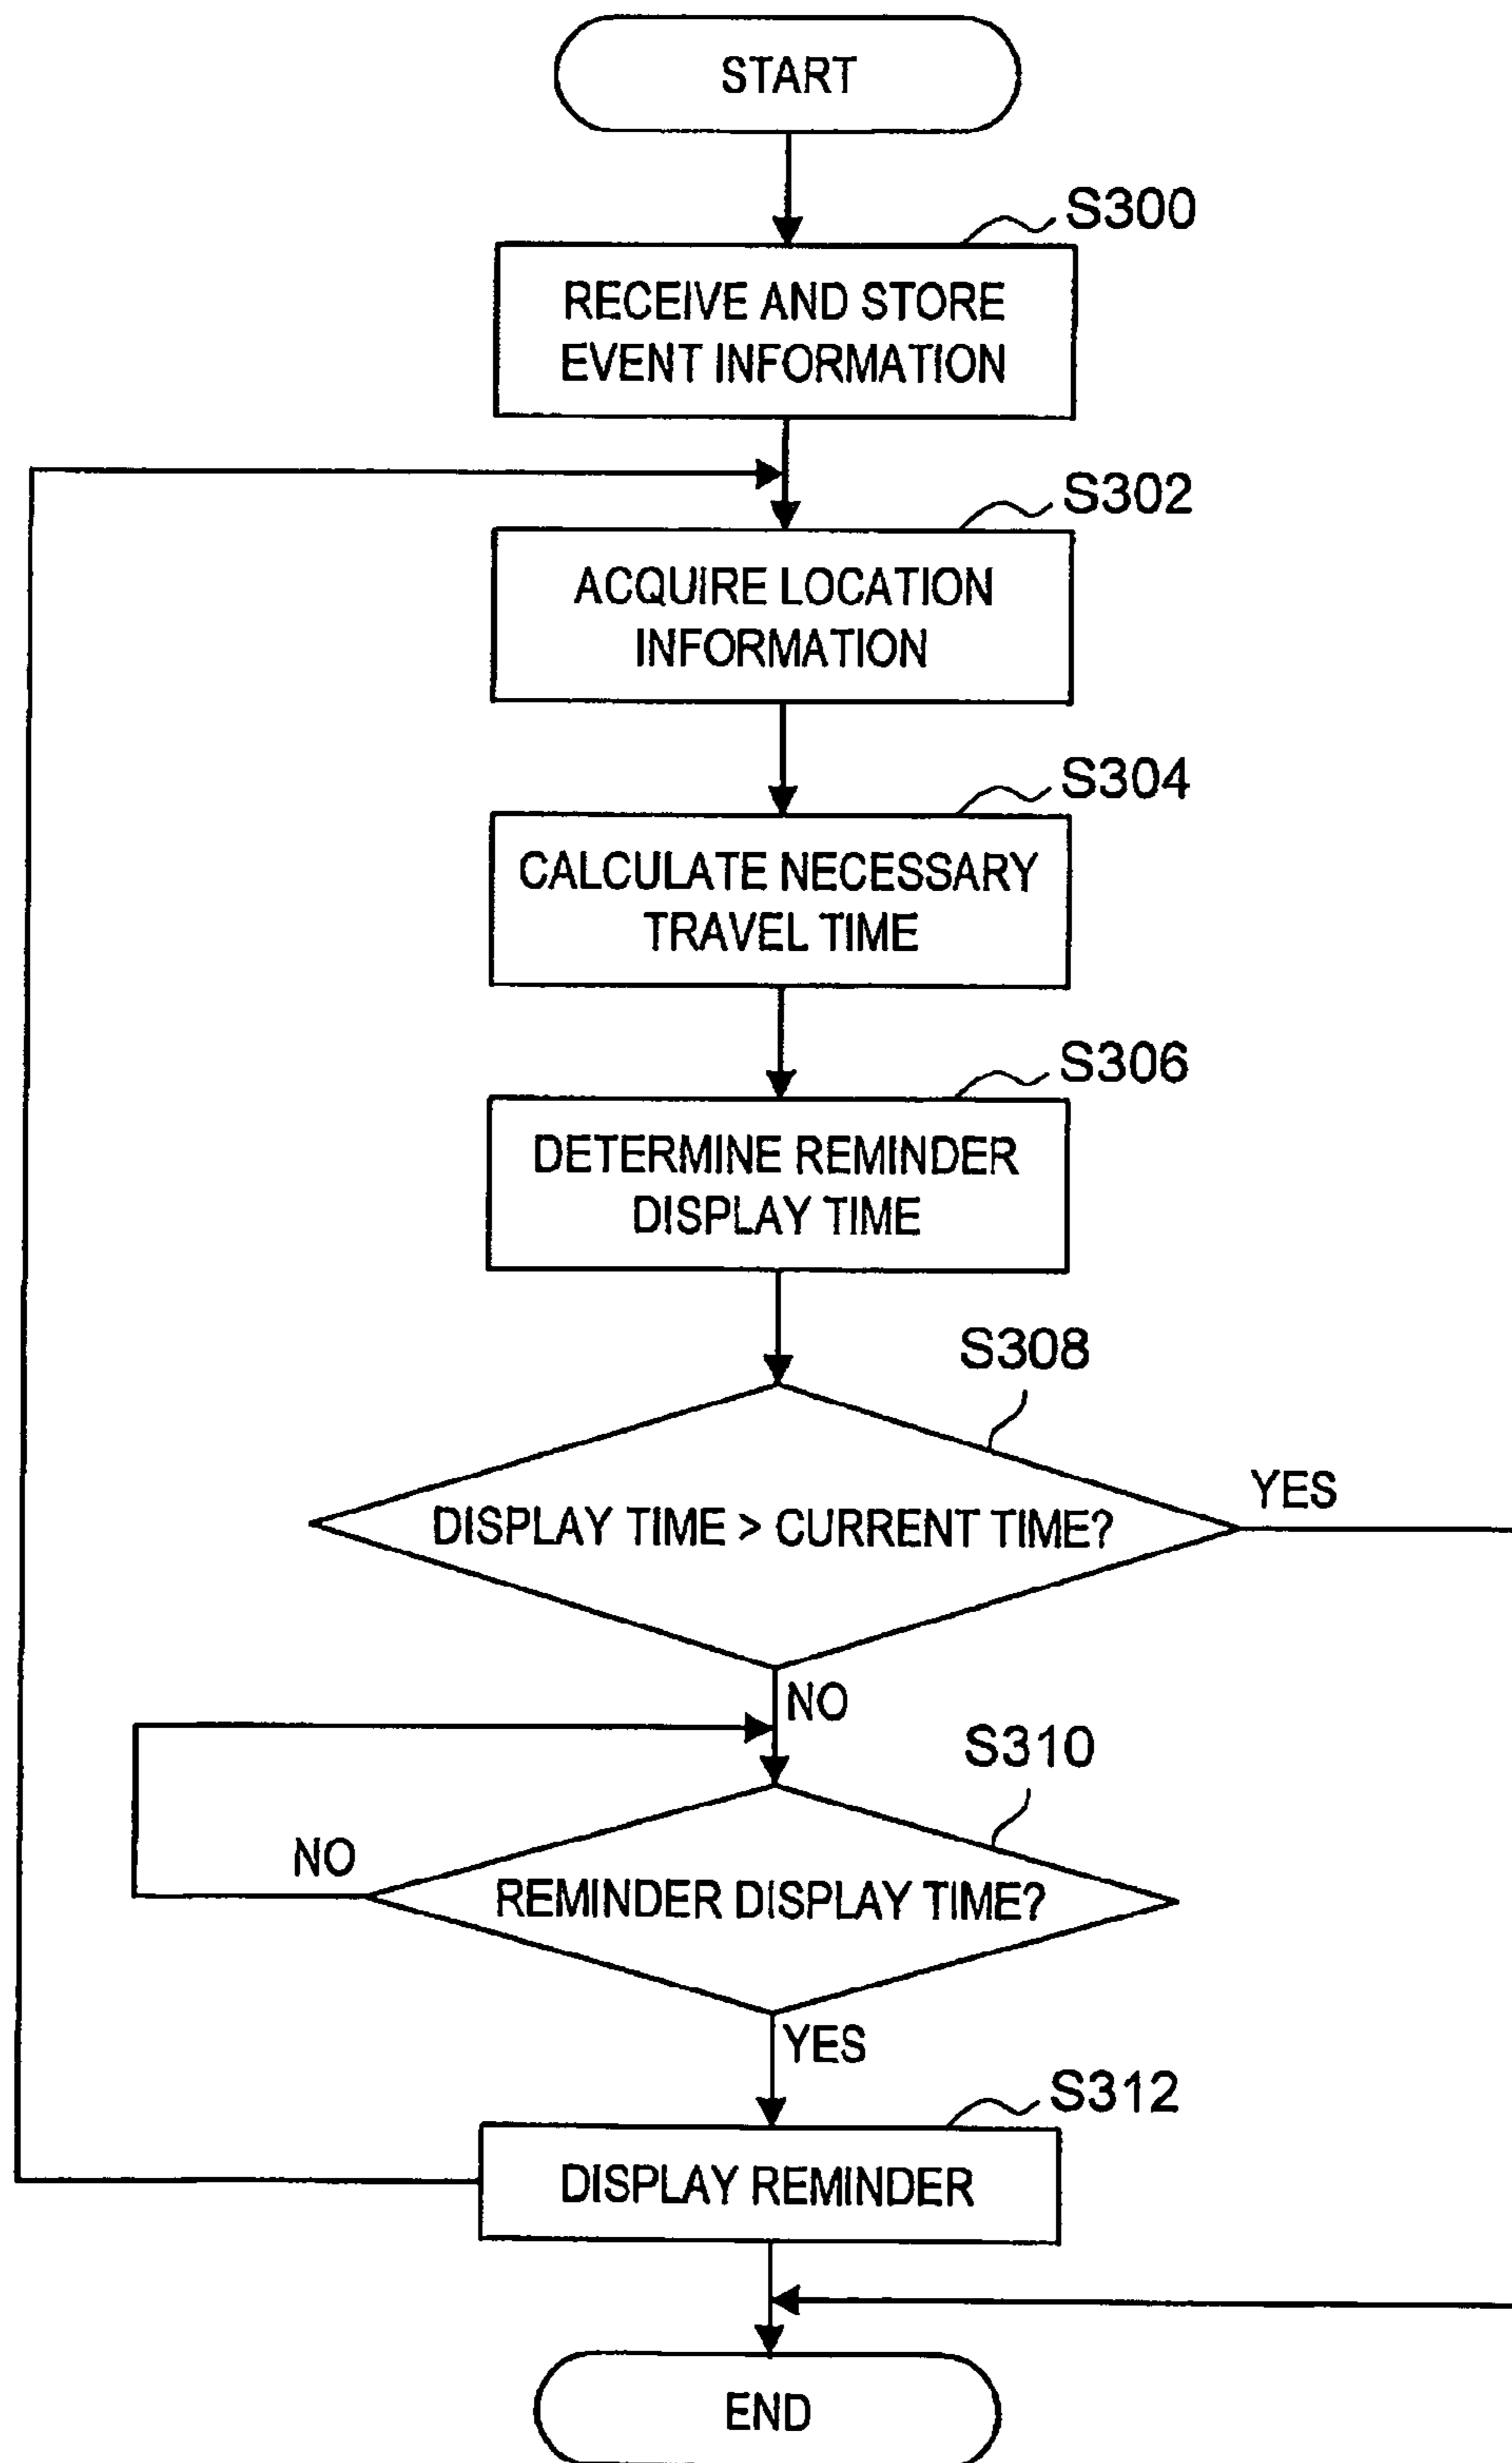 START
S300
RECEIVE AND STORE
EVENT INFORMATION
S302
ACQUIRE LOCATION
INFORMATION
S304
CALCULATE NECESSARY
TRAVEL TIME
S306
DETERMINE REMINDER
DISPLAY TIME
S308
DISPLAY TIME > CURRENT TIME?
YES
NO
S310
REMINDER DISPLAY TIME?
NO
YES
S312
DISPLAY REMINDER
END